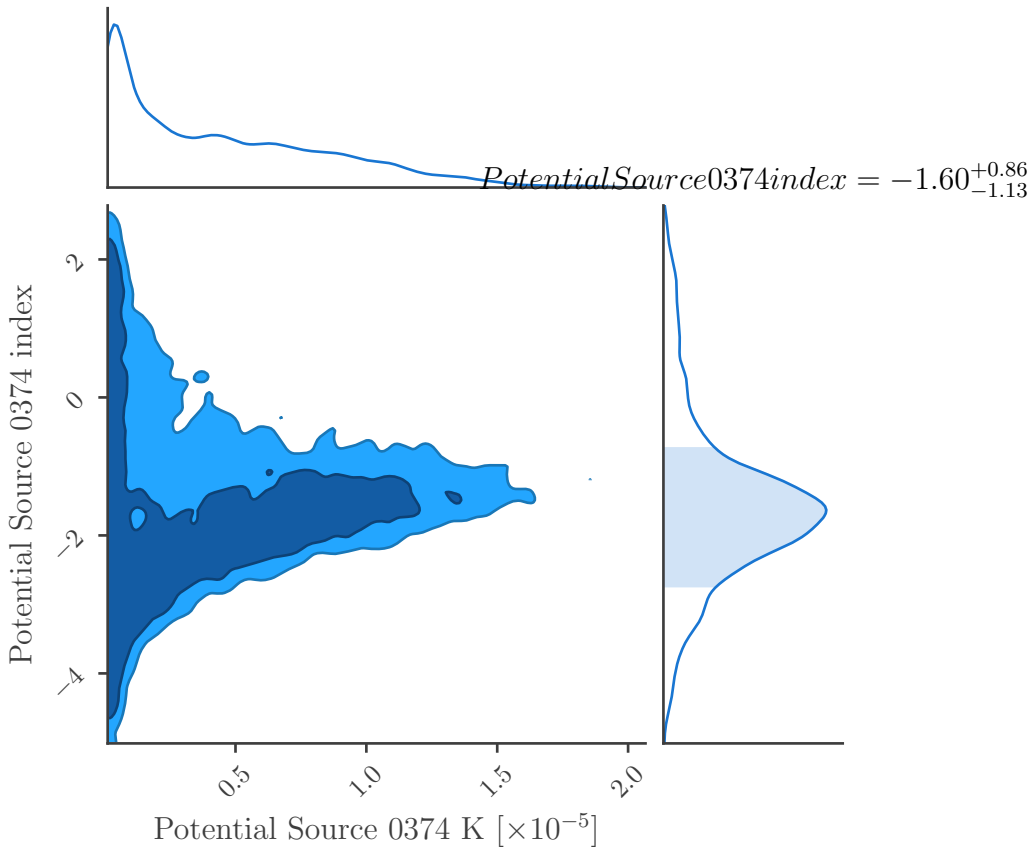 PotentialSource0374index = −1.60+0.86 −1.13
Potential Source 0374 index
2
0
−2
−4
0.5 1.0 1.5 2.0
Potential Source 0374 K [×10−5]